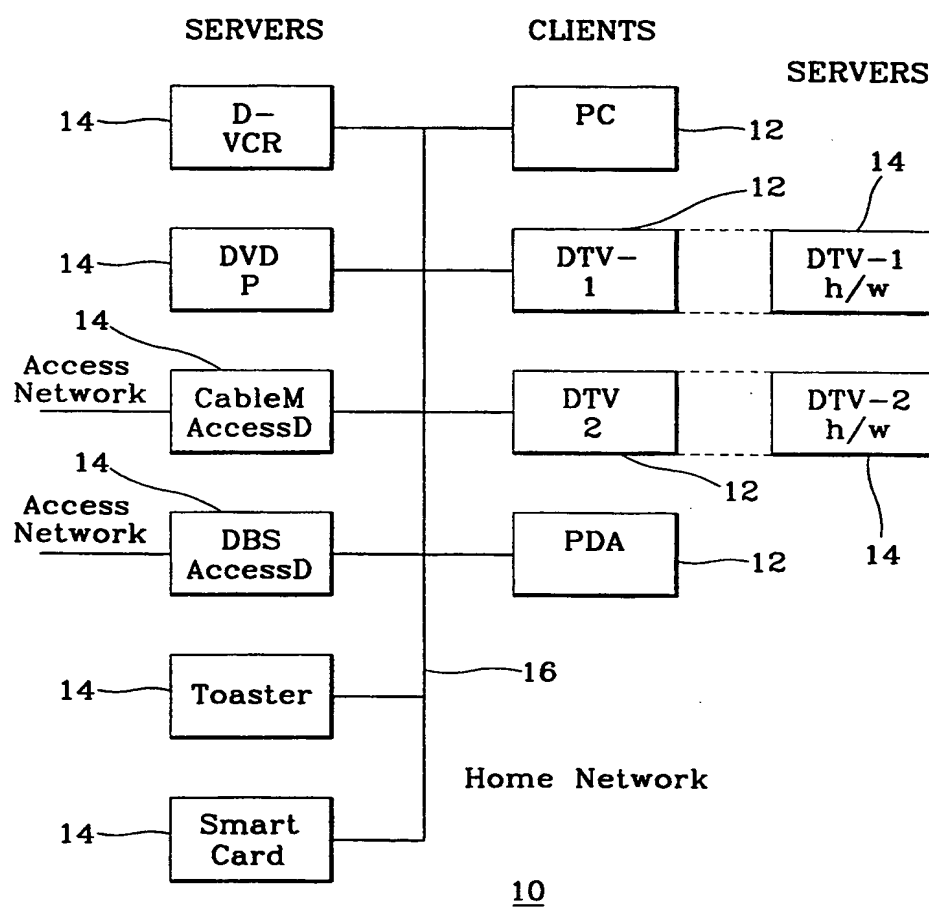 SERVERS
CLIENTS
SERVERS
14
D-
VCR
PC
12
14
DVD
P
12
DTV-
1
14
DTV-1
h/w
14
Access
Network
CableM
AccessD
DTV
2
12
DTV-2
h/w
14
14
Access
Network
DBS
AccessD
PDA
12
14
Toaster
16
Home Network
14
Smart
Card
10